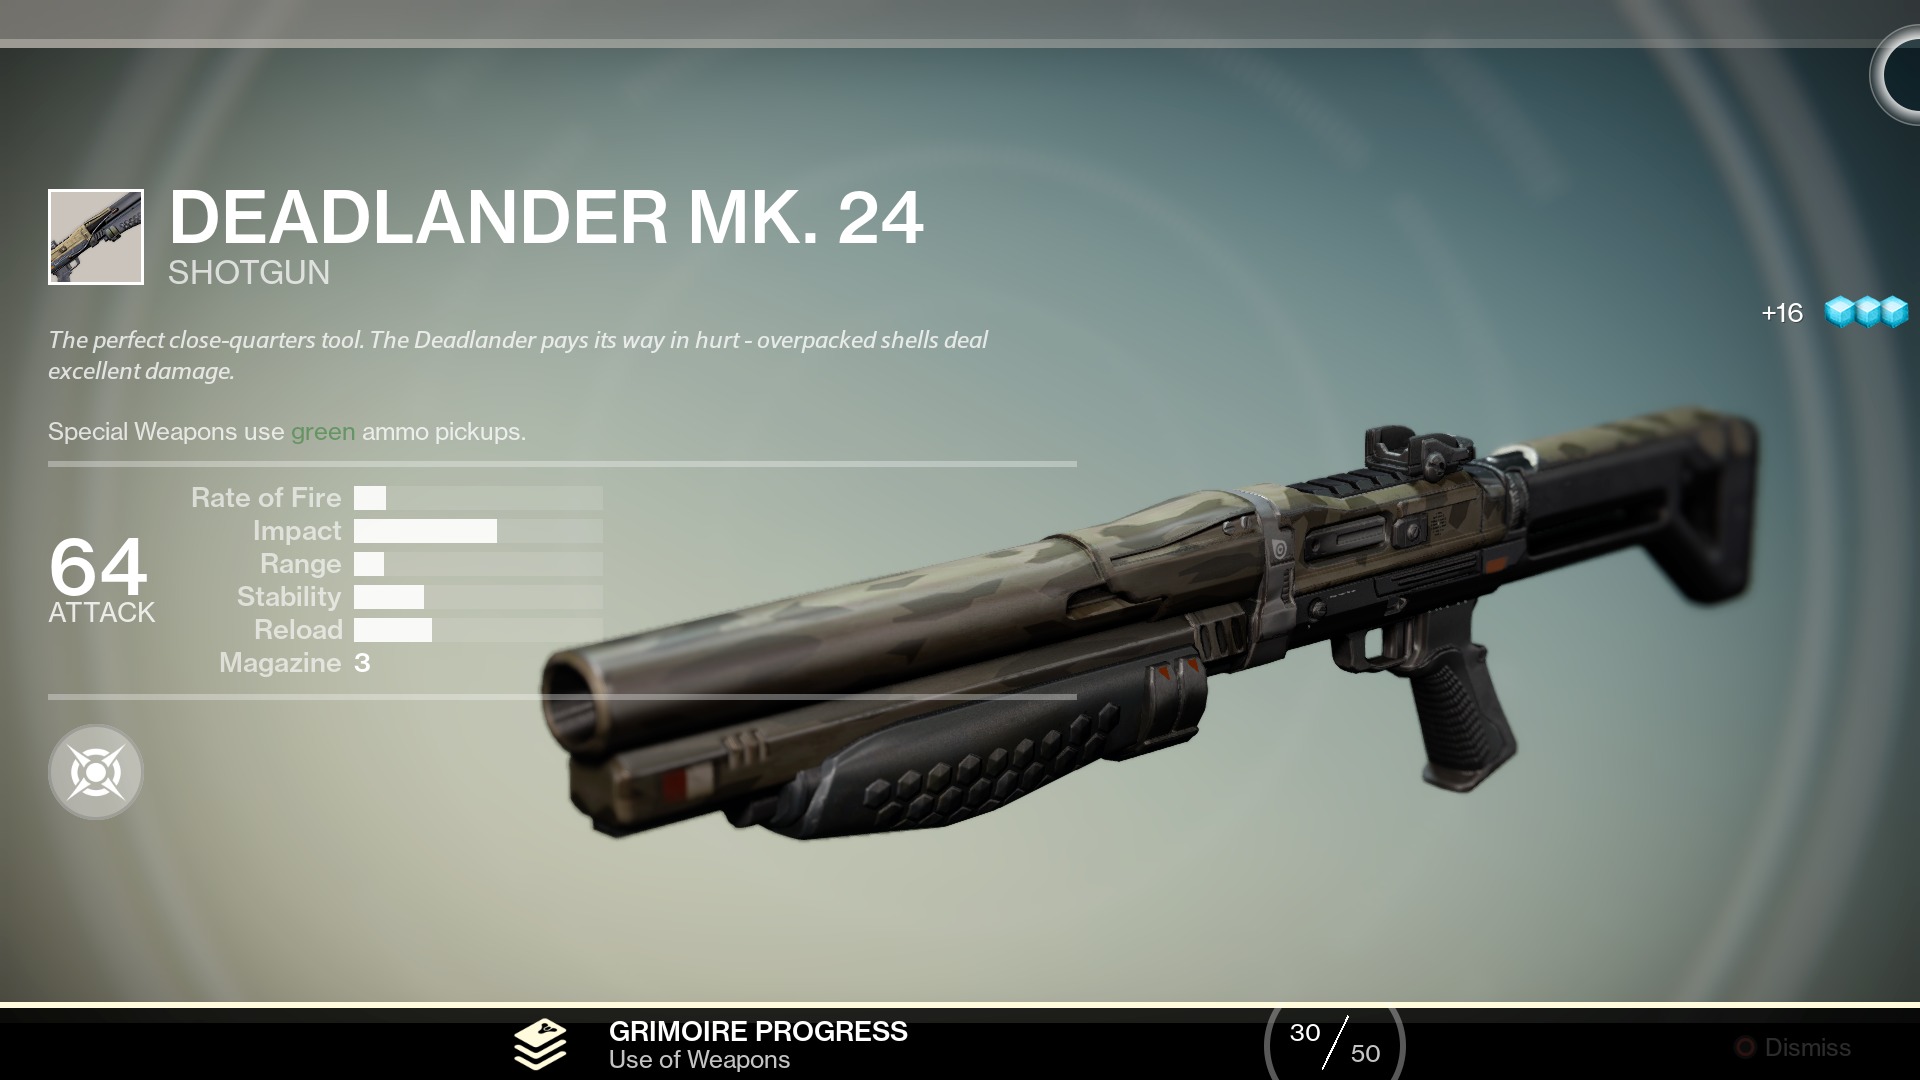 DEADLANDER MK. 24
SHOTGUN
The perfect close-quarters tool. The Deadlander pays its way in hurt - overpacked shells deal
excellent damage.
+16
Special Weapons use green ammo pickups.
64
ATTACK
Rate of Fire
Impact
Range
Stability
Reload
Magazine 3
GRIMOIRE PROGRESS
Use of Weapons
30/50
Dismiss